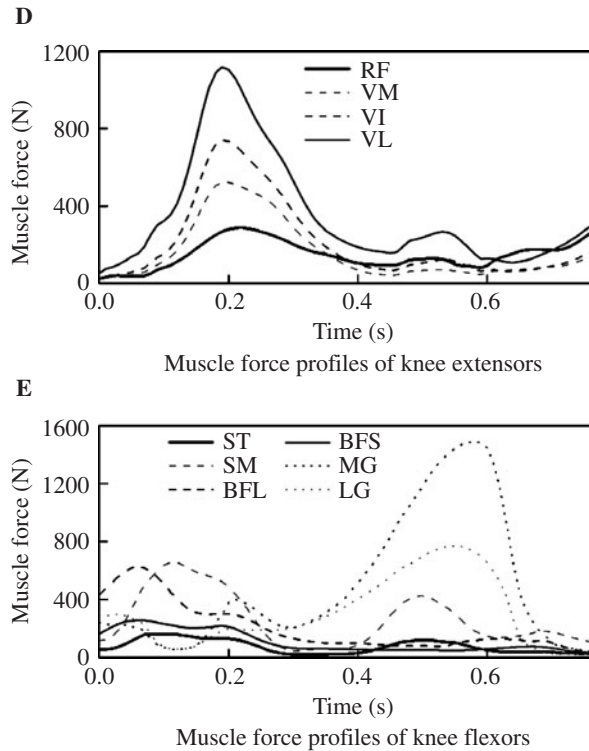 D
Muscle force (N)
1200
800
400
0
RF
VM
VI
VL
0.0 0.2 0.4 0.6
Time (s)
Muscle force profiles of knee extensors
E
Muscle force (N)
1600
1200
800
400
0
ST BFS
SM MG
BFL LG
0.0 0.2 0.4 0.6
Time (s)
Muscle force profiles of knee flexors